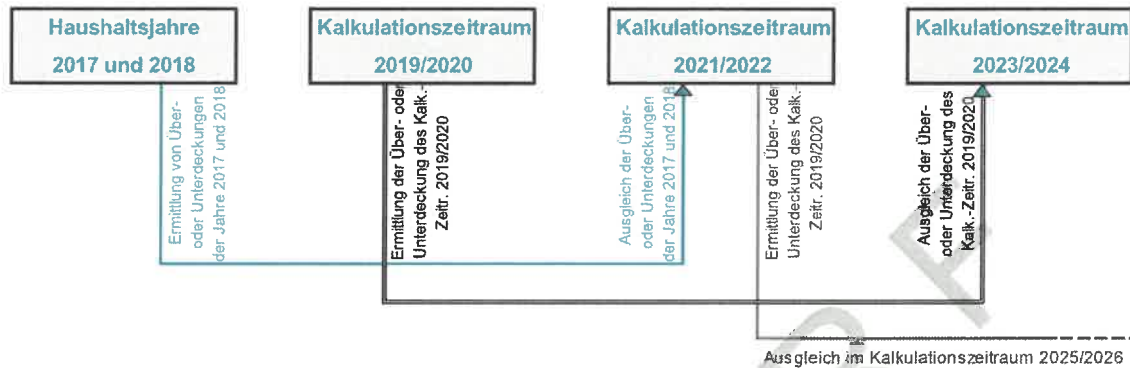 Haushaltsjahre
2017 und 2018
Kalkulationszeitraum
2019/2020
Kalkulationszeitraum
2021/2022
Kalkulationszeitraum
2023/2024
Ermittlung von Über-
oder Unterdeckungen
der Jahre 2017 und 2018
Ermittlung der Über- oder
Unterdeckung des Kalk.-
Zeitr. 2019/2020
Ausgleich der Über-
oder Unterdeckungen
der Jahre 2017 und 2018
Ermittlung der Über- oder
Unterdeckung des Kalk.-
Zeitr. 2019/2020
Ausgleich der Über-
oder Unterdeckung des
Kalk.-Zeitr. 2019/2020
Ausgleich im Kalkulationszeitraum 2025/2026